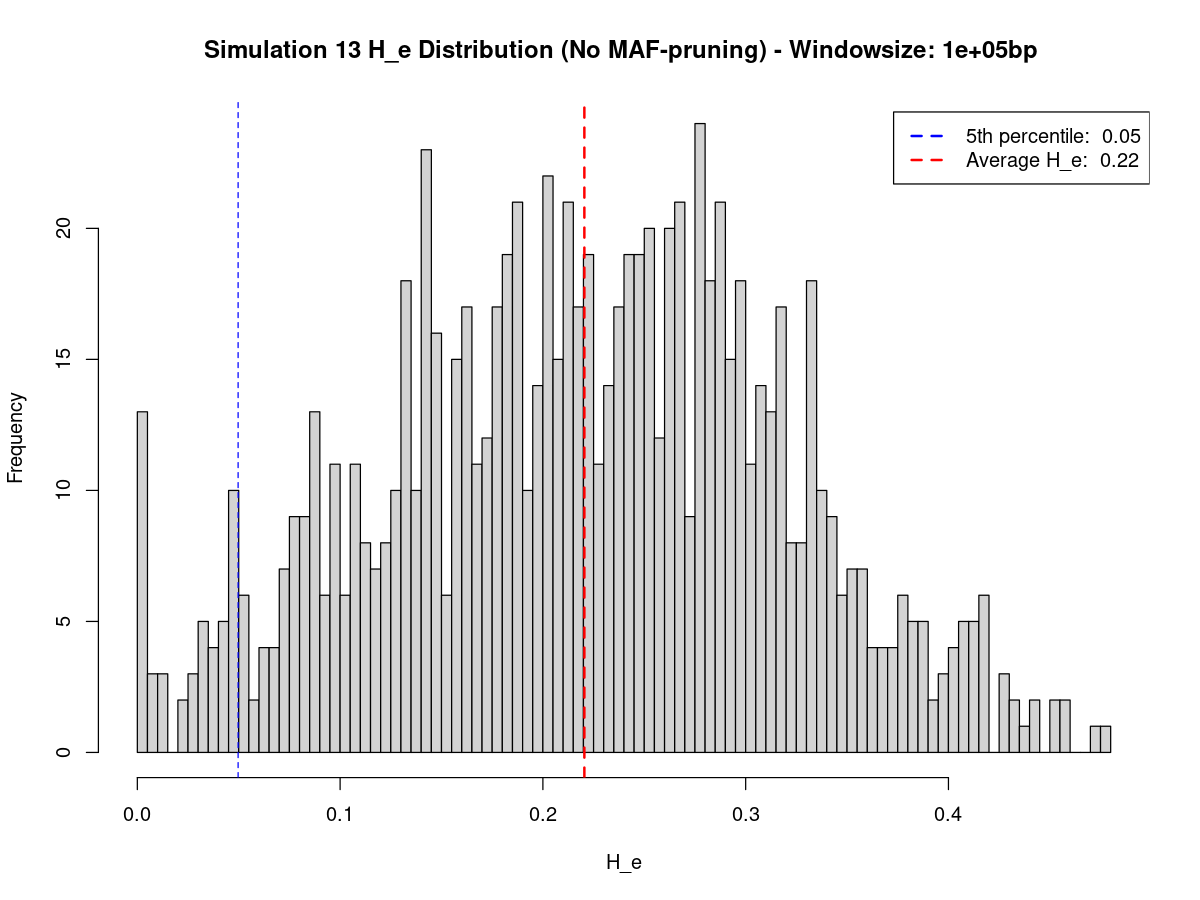 Simulation 13 H_e Distribution (No MAF-pruning) - Windowsize: 1e+05bp
5th percentile:  0.05
Average H_e:  0.22
Frequency
20
15
10
5
0
0.0 0.1 0.2 0.3 0.4
H_e